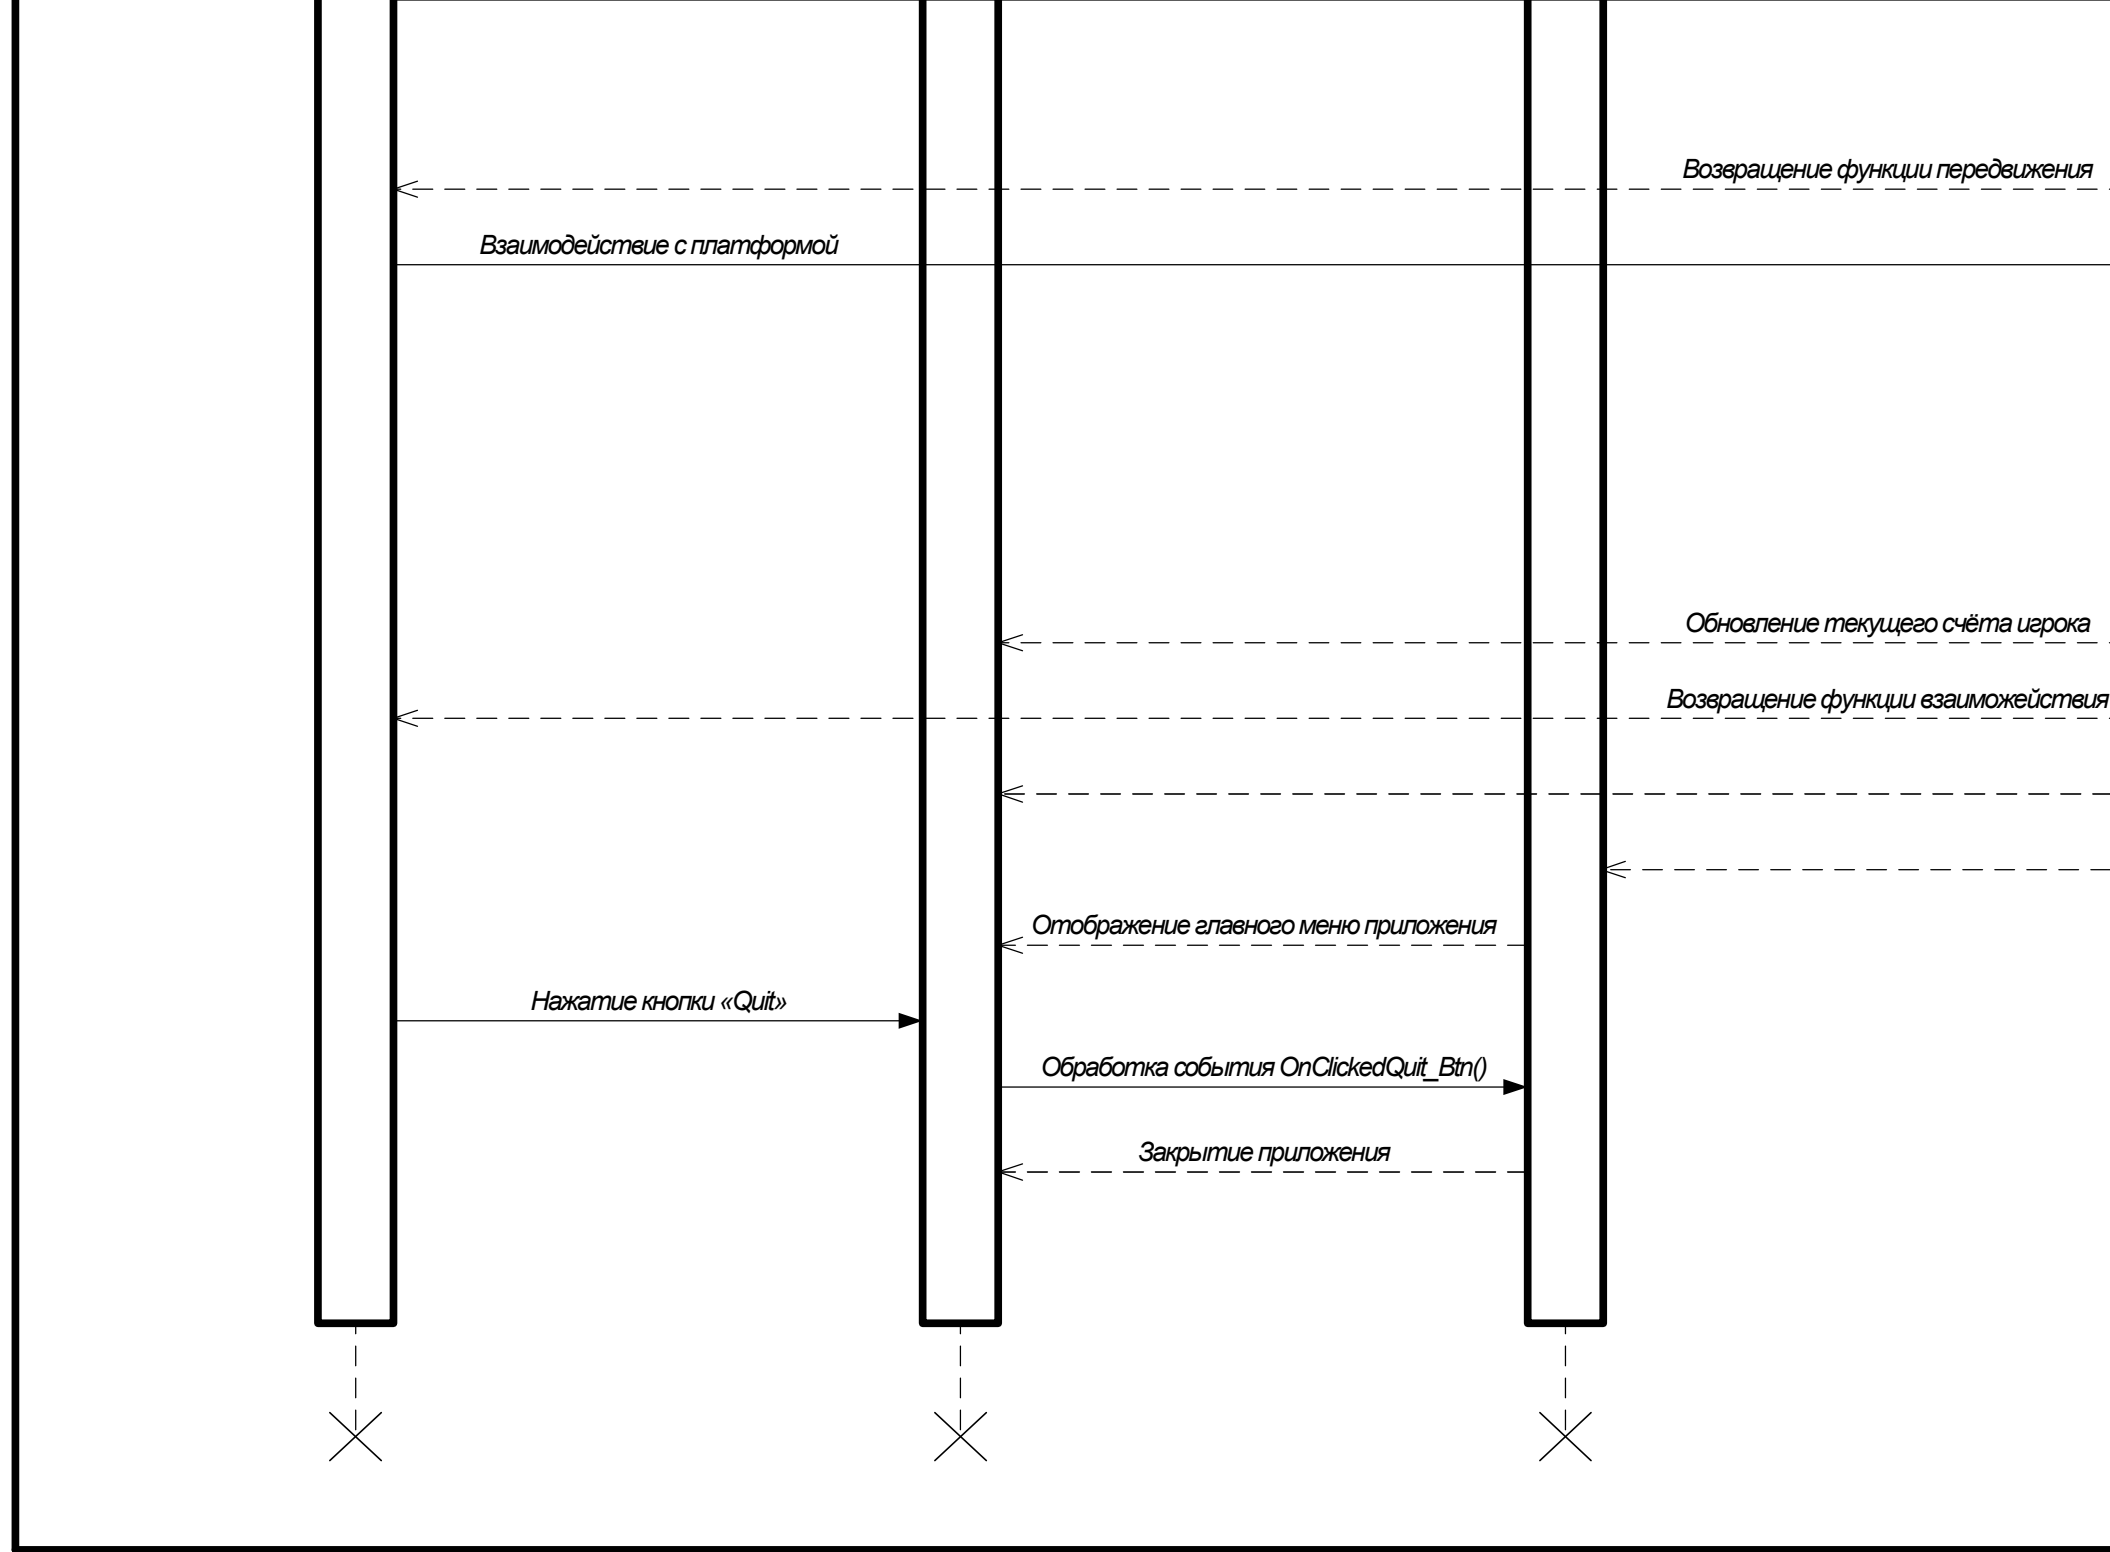 Возвращение функции передвижения
Взаимодействие с платформой
Обновление текущего счёта игрока
Возвращение функции взаиможействия
Отображение главного меню приложения
Нажатие кнопки «Quit»
Обработка события OnClickedQuit_Btn()
Закрытие приложения